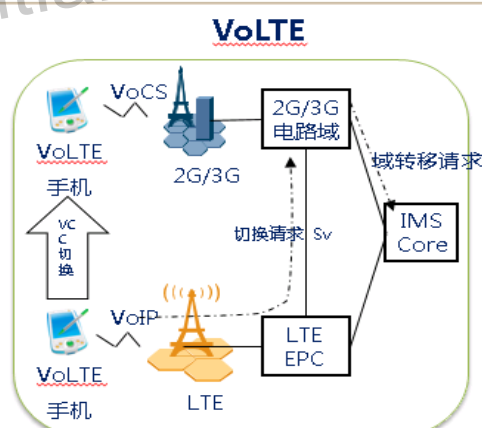 VoLTE
VoCS
2G/3G
电路域
VoLTE
手机
2G/3G
域转移请求
VC
C切
换
切换请求 Sv
IMS
Core
VoIP
LTE
EPC
VoLTE
手机
LTE